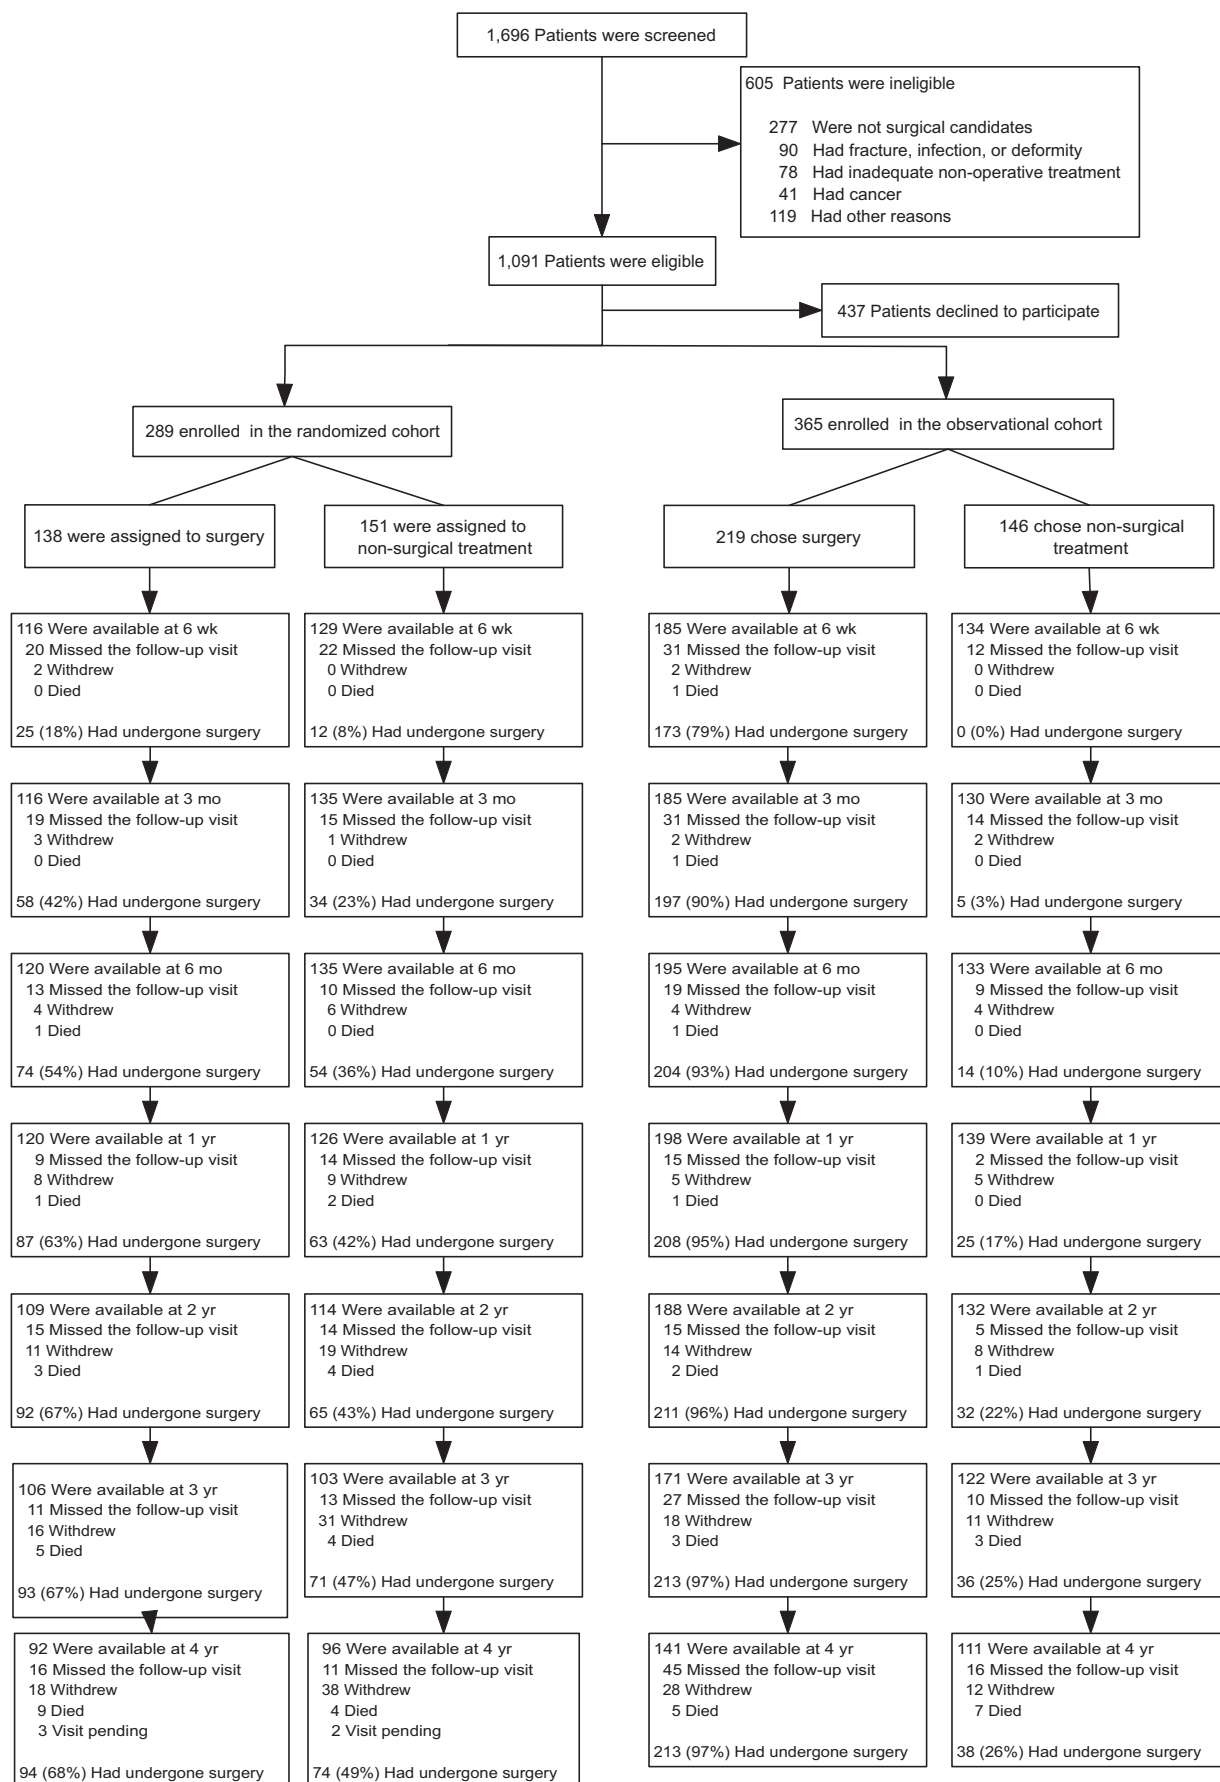 1,696 Patients were screened
605 Patients were ineligible
277 Were not surgical candidates
90 Had fracture, infection, or deformity
78 Had inadequate non-operative treatment
41 Had cancer
119 Had other reasons
1,091 Patients were eligible
437 Patients declined to participate
289 enrolled in the randomized cohort
365 enrolled in the observational cohort
138 were assigned to surgery
151 were assigned to
non-surgical treatment
219 chose surgery
146 chose non-surgical
treatment
116 Were available at 6 wk
20 Missed the follow-up visit
2 Withdrew
0 Died
25 (18%) Had undergone surgery
129 Were available at 6 wk
22 Missed the follow-up visit
0 Withdrew
0 Died
12 (8%) Had undergone surgery
185 Were available at 6 wk
31 Missed the follow-up visit
2 Withdrew
1 Died
173 (79%) Had undergone surgery
134 Were available at 6 wk
12 Missed the follow-up visit
0 Withdrew
0 Died
0 (0%) Had undergone surgery
116 Were available at 3 mo
19 Missed the follow-up visit
3 Withdrew
0 Died
58 (42%) Had undergone surgery
135 Were available at 3 mo
15 Missed the follow-up visit
1 Withdrew
0 Died
34 (23%) Had undergone surgery
185 Were available at 3 mo
31 Missed the follow-up visit
2 Withdrew
1 Died
197 (90%) Had undergone surgery
130 Were available at 3 mo
14 Missed the follow-up visit
2 Withdrew
0 Died
5 (3%) Had undergone surgery
120 Were available at 6 mo
13 Missed the follow-up visit
4 Withdrew
1 Died
74 (54%) Had undergone surgery
135 Were available at 6 mo
10 Missed the follow-up visit
6 Withdrew
0 Died
54 (36%) Had undergone surgery
195 Were available at 6 mo
19 Missed the follow-up visit
4 Withdrew
1 Died
204 (93%) Had undergone surgery
133 Were available at 6 mo
9 Missed the follow-up visit
4 Withdrew
0 Died
14 (10%) Had undergone surgery
120 Were available at 1 yr
9 Missed the follow-up visit
8 Withdrew
1 Died
87 (63%) Had undergone surgery
126 Were available at 1 yr
14 Missed the follow-up visit
9 Withdrew
2 Died
63 (42%) Had undergone surgery
198 Were available at 1 yr
15 Missed the follow-up visit
5 Withdrew
1 Died
208 (95%) Had undergone surgery
139 Were available at 1 yr
2 Missed the follow-up visit
5 Withdrew
0 Died
25 (17%) Had undergone surgery
109 Were available at 2 yr
15 Missed the follow-up visit
11 Withdrew
3 Died
92 (67%) Had undergone surgery
114 Were available at 2 yr
14 Missed the follow-up visit
19 Withdrew
4 Died
65 (43%) Had undergone surgery
188 Were available at 2 yr
15 Missed the follow-up visit
14 Withdrew
2 Died
211 (96%) Had undergone surgery
132 Were available at 2 yr
5 Missed the follow-up visit
8 Withdrew
1 Died
32 (22%) Had undergone surgery
106 Were available at 3 yr
11 Missed the follow-up visit
16 Withdrew
5 Died
93 (67%) Had undergone surgery
103 Were available at 3 yr
13 Missed the follow-up visit
31 Withdrew
4 Died
71 (47%) Had undergone surgery
171 Were available at 3 yr
27 Missed the follow-up visit
18 Withdrew
3 Died
213 (97%) Had undergone surgery
122 Were available at 3 yr
10 Missed the follow-up visit
11 Withdrew
3 Died
36 (25%) Had undergone surgery
92 Were available at 4 yr
16 Missed the follow-up visit
18 Withdrew
9 Died
3 Visit pending
94 (68%) Had undergone surgery
96 Were available at 4 yr
11 Missed the follow-up visit
38 Withdrew
4 Died
2 Visit pending
74 (49%) Had undergone surgery
141 Were available at 4 yr
45 Missed the follow-up visit
28 Withdrew
5 Died
213 (97%) Had undergone surgery
111 Were available at 4 yr
16 Missed the follow-up visit
12 Withdrew
7 Died
38 (26%) Had undergone surgery